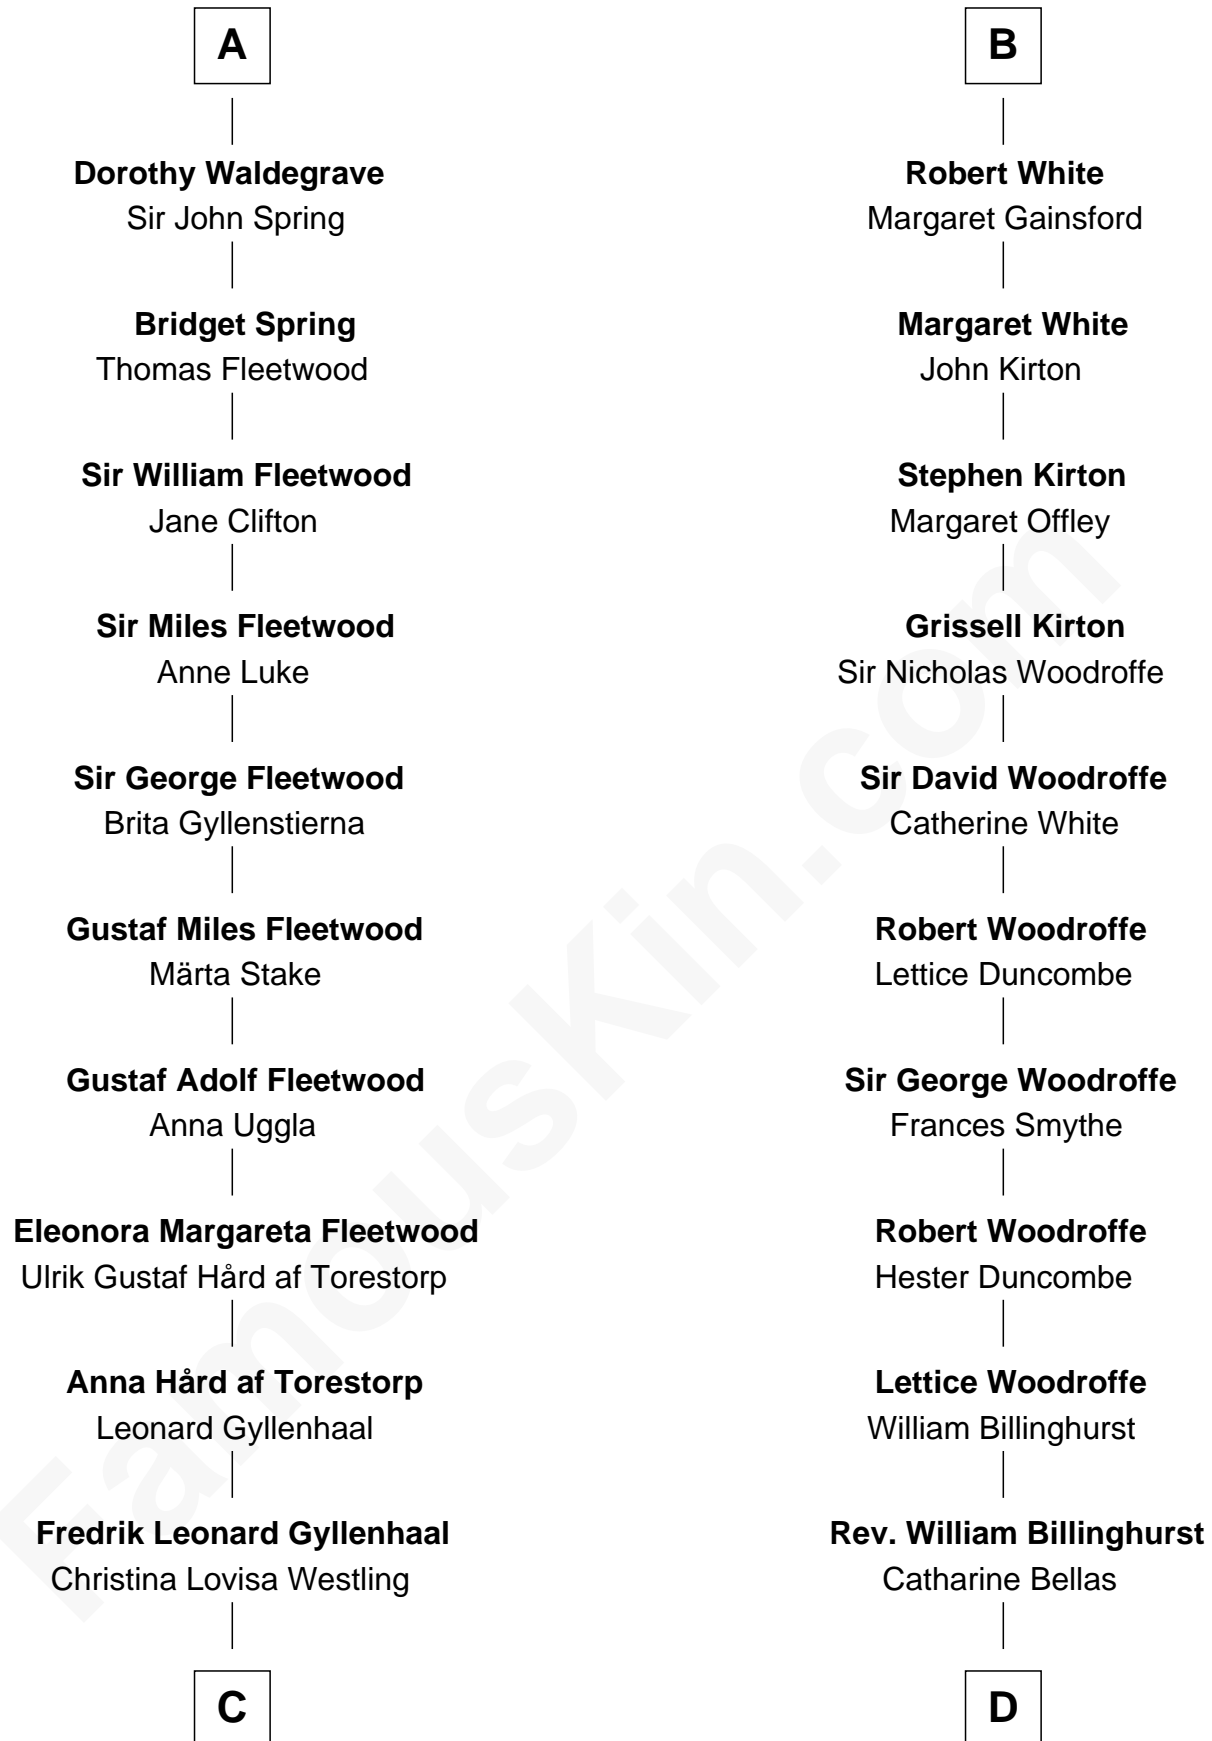 A
Dorothy Waldegrave
Sir John Spring
Bridget Spring
Thomas Fleetwood
Sir William Fleetwood
Jane Clifton
Sir Miles Fleetwood
Anne Luke
Sir George Fleetwood
Brita Gyllenstierna
Gustaf Miles Fleetwood
Märta Stake
Gustaf Adolf Fleetwood
Anna Uggla
Eleonora Margareta Fleetwood
Ulrik Gustaf Hård af Torestorp
Anna Hård af Torestorp
Leonard Gyllenhaal
Fredrik Leonard Gyllenhaal
Christina Lovisa Westling
C
B
Robert White
Margaret Gainsford
Margaret White
John Kirton
Stephen Kirton
Margaret Offley
Grissell Kirton
Sir Nicholas Woodroffe
Sir David Woodroffe
Catherine White
Robert Woodroffe
Lettice Duncombe
Sir George Woodroffe
Frances Smythe
Robert Woodroffe
Hester Duncombe
Lettice Woodroffe
William Billinghurst
Rev. William Billinghurst
Catharine Bellas
D
FamousKin.com